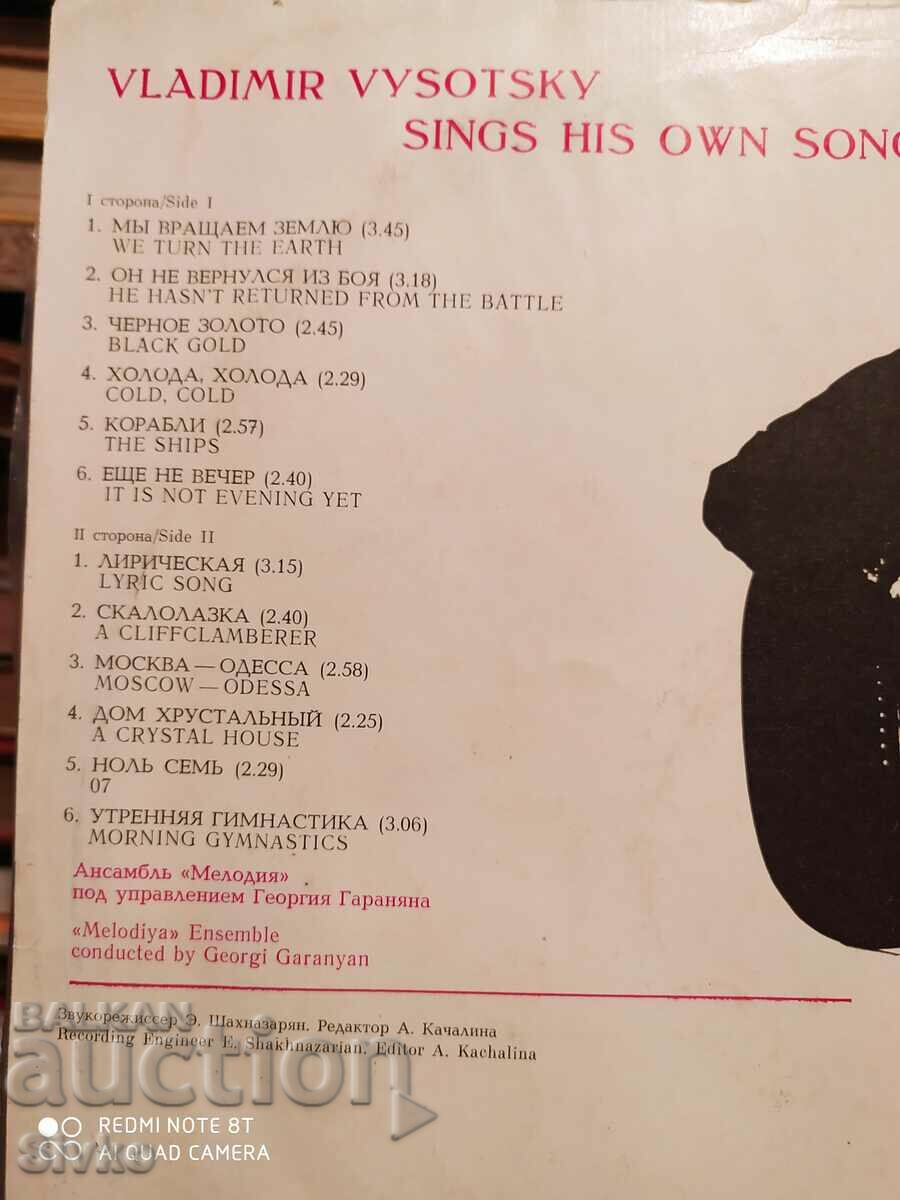 VLADIMIR VYSOTSKY
SINGS HIS OWN SONG
I сторона/Side I
1. МЫ ВРАЩАЕМ ЗЕМЛЮ (3.45)
WE TURN THE EARTH
2. ОН НЕ ВЕРНУЛСЯ ИЗ БОЯ (3.18)
HE HASN'T RETURNED FROM THE BATTLE
3. ЧЕРНОЕ ЗОЛОТО (2.45)
BLACK GOLD
4. ХОЛОДА, ХОЛОДА (2.29)
COLD, COLD
5. КОРАБЛИ (2.57)
THE SHIPS
6. ЕЩЕ НЕ ВЕЧЕР (2.40)
IT IS NOT EVENING YET
II сторона/Side II
1. ЛИРИЧЕСКАЯ (3.15)
LYRIC SONG
2. СКАЛОЛАЗКА (2.40)
A CLIFFCLAMBERER
3. МОСКВА — ОДЕССА (2.58)
MOSCOW — ODESSA
4. ДОМ ХРУСТАЛЬНЫЙ (2.25)
A CRYSTAL HOUSE
5. НОЛЬ СЕМЬ (2.29)
07
6. УТРЕННЯЯ ГИМНАСТИКА (3.06)
MORNING GYMNASTICS
Ансамбль «Мелодия»
под управлением Георгия Гараняна
«Melodiya» Ensemble
conducted by Georgi Garanyan
Звукорежиссер Э. Шахназарян. Редактор А. Качалина
Recording Engineer E. Shakhnazarian. Editor A. Kachalina
BALKAN
auction
REDMI NOTE 8T
AI QUAD CAMERA
Sivko